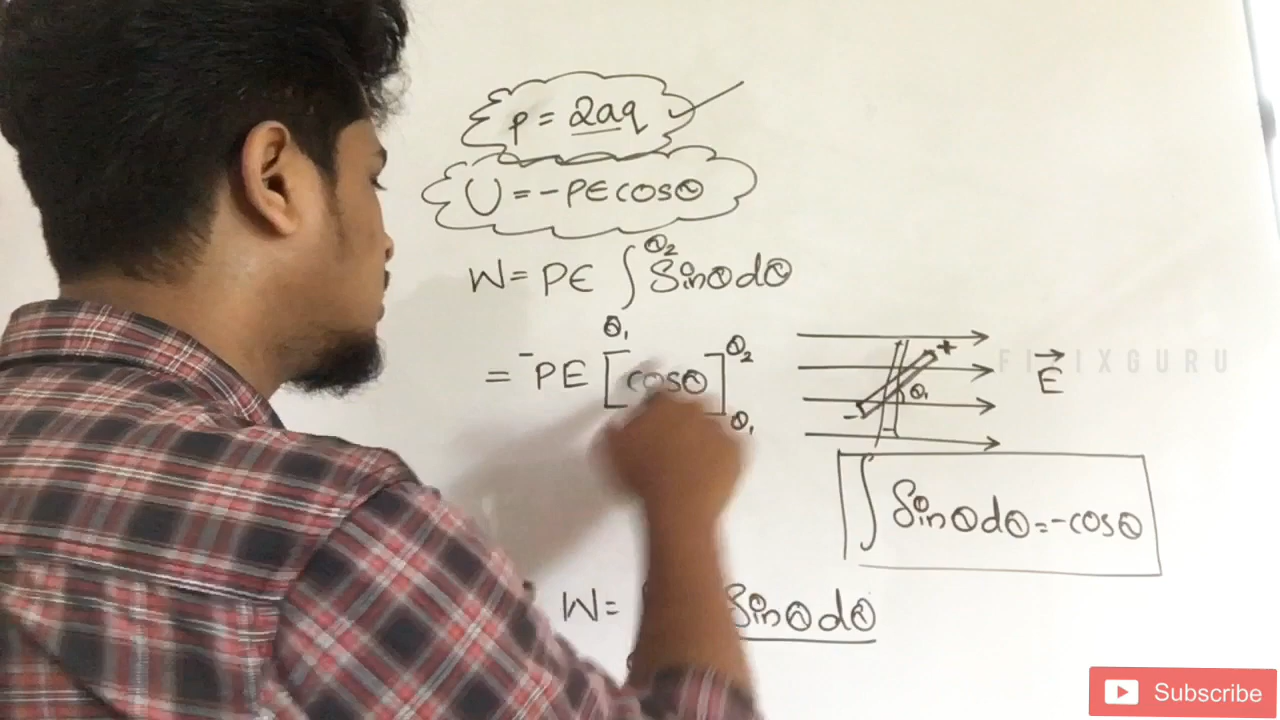 p = 2aq
U = -PE cosθ
W = PE ∫ θ₁ θ₂ Sinθ dθ
= -PE [cosθ] θ₂ θ₁
+
θ₁
-
-
E⃗
FIZIXGURU
∫ Sinθ dθ = -cosθ
W = Sinθ dθ
Subscribe